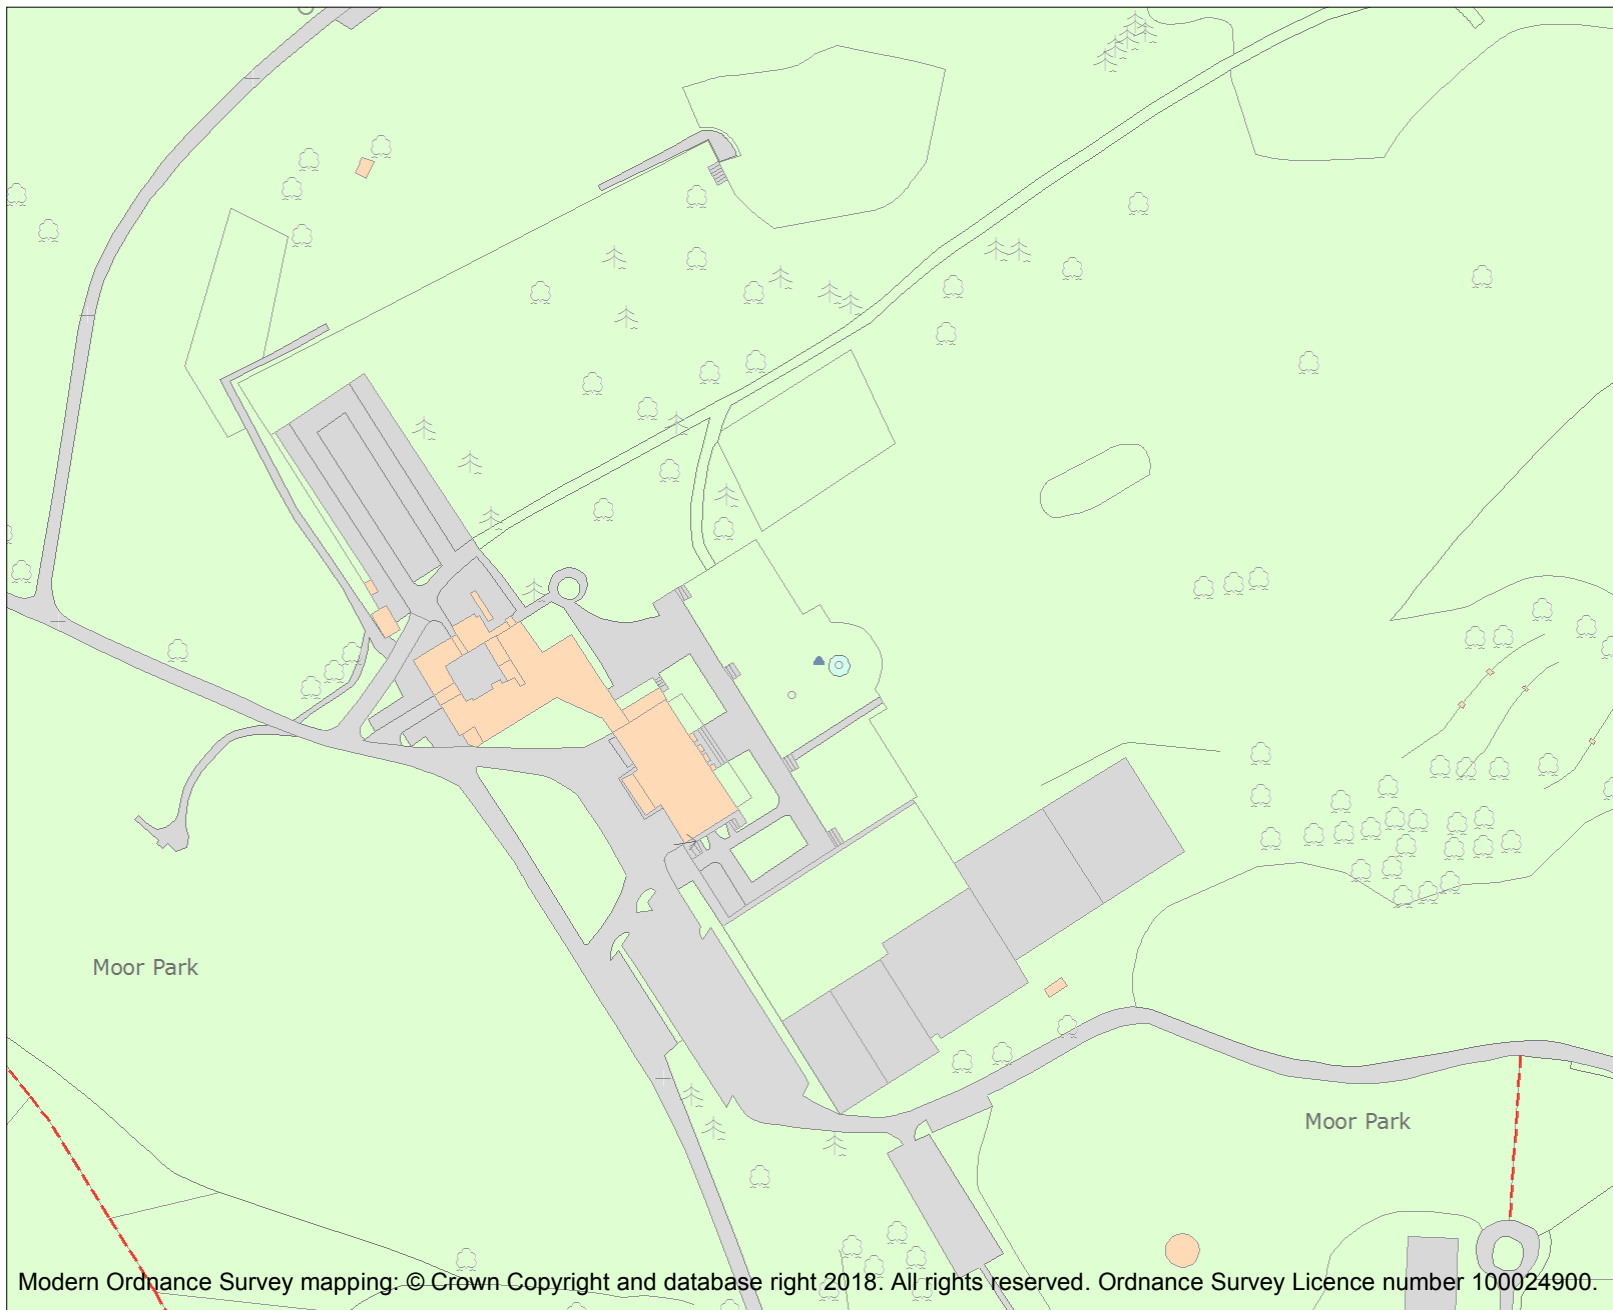 Moor Park
Moor Park
Modern Ordnance Survey mapping: © Crown Copyright and database right 2018. All rights reserved. Ordnance Survey Licence number 100024900.